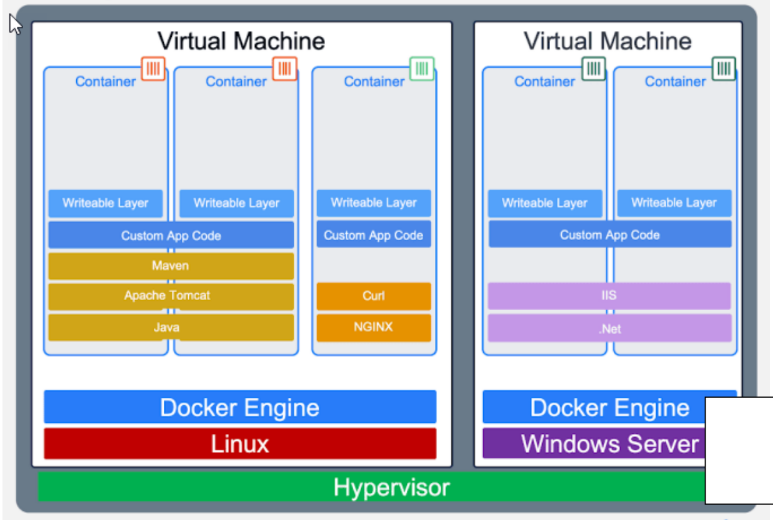 Virtual Machine
Container
Container
Container
Writeable Layer
Writeable Layer
Writeable Layer
Custom App Code
Custom App Code
Maven
Apache Tomcat
Curl
Java
NGINX
Docker Engine
Linux
Virtual Machine
Container
Container
Writeable Layer
Writeable Layer
Custom App Code
IIS
.Net
Docker Engine
Windows Server
Hypervisor